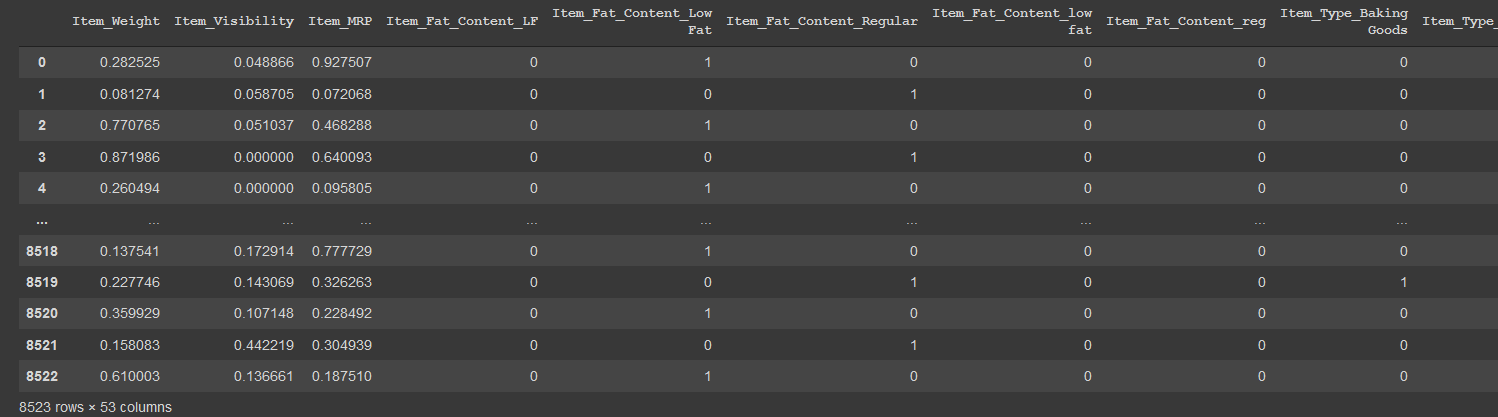 Item_Weight Item_Visibility Item_MRP Item_Fat_Content_LF Item_Fat_Content_Low Fat Item_Fat_Content_Regular Item_Fat_Content_low fat Item_Fat_Content_reg Item_Type_Baking Goods Item_Type_
0 0.282525 0.048866 0.927507 0 1 0 0 0 0
1 0.081274 0.058705 0.072068 0 0 1 0 0 0
2 0.770765 0.051037 0.468288 0 1 0 0 0 0
3 0.871986 0.000000 0.640093 0 0 1 0 0 0
4 0.260494 0.000000 0.095805 0 1 0 0 0 0
... ... ... ... ... ... ... ... ... ...
8518 0.137541 0.172914 0.777729 0 1 0 0 0 0
8519 0.227746 0.143069 0.326263 0 0 1 0 0 1
8520 0.359929 0.107148 0.228492 0 1 0 0 0 0
8521 0.158083 0.442219 0.304939 0 0 1 0 0 0
8522 0.610003 0.136661 0.187510 0 1 0 0 0 0
8523 rows × 53 columns